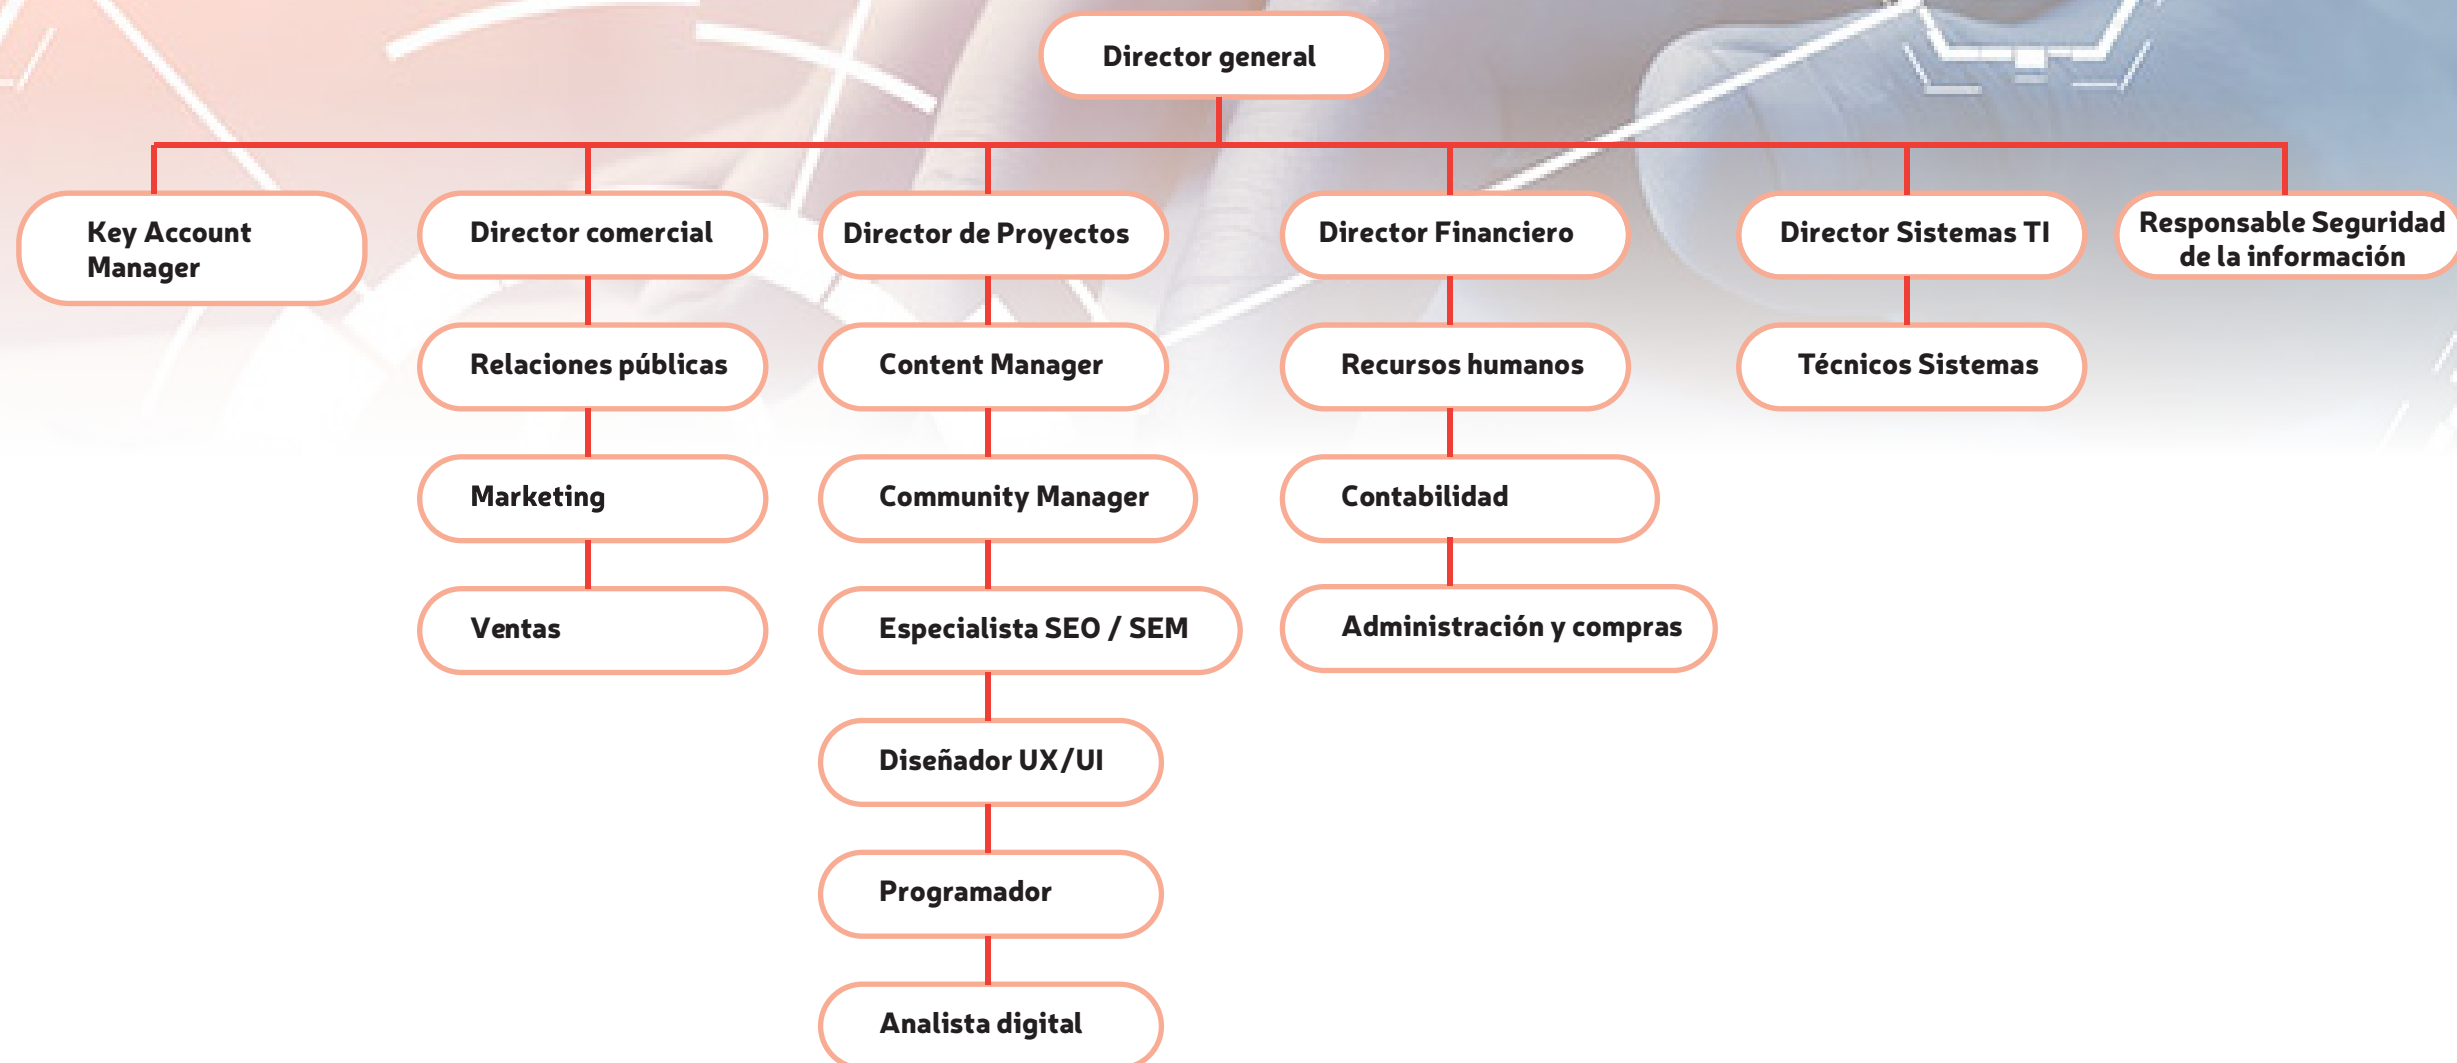 Director general
Key Account
Manager
Director comercial
Director de Proyectos
Director Financiero
Director Sistemas TI
Responsable Seguridad
de la información
Relaciones públicas
Content Manager
Recursos humanos
Técnicos Sistemas
Marketing
Community Manager
Contabilidad
Ventas
Especialista SEO / SEM
Administración y compras
Diseñador UX/UI
Programador
Analista digital